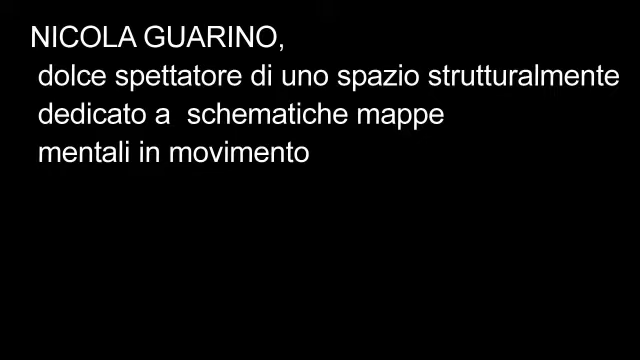 NICOLA GUARINO,
dolce spettatore di uno spazio strutturalmente
dedicato a  schematiche mappe
mentali in movimento